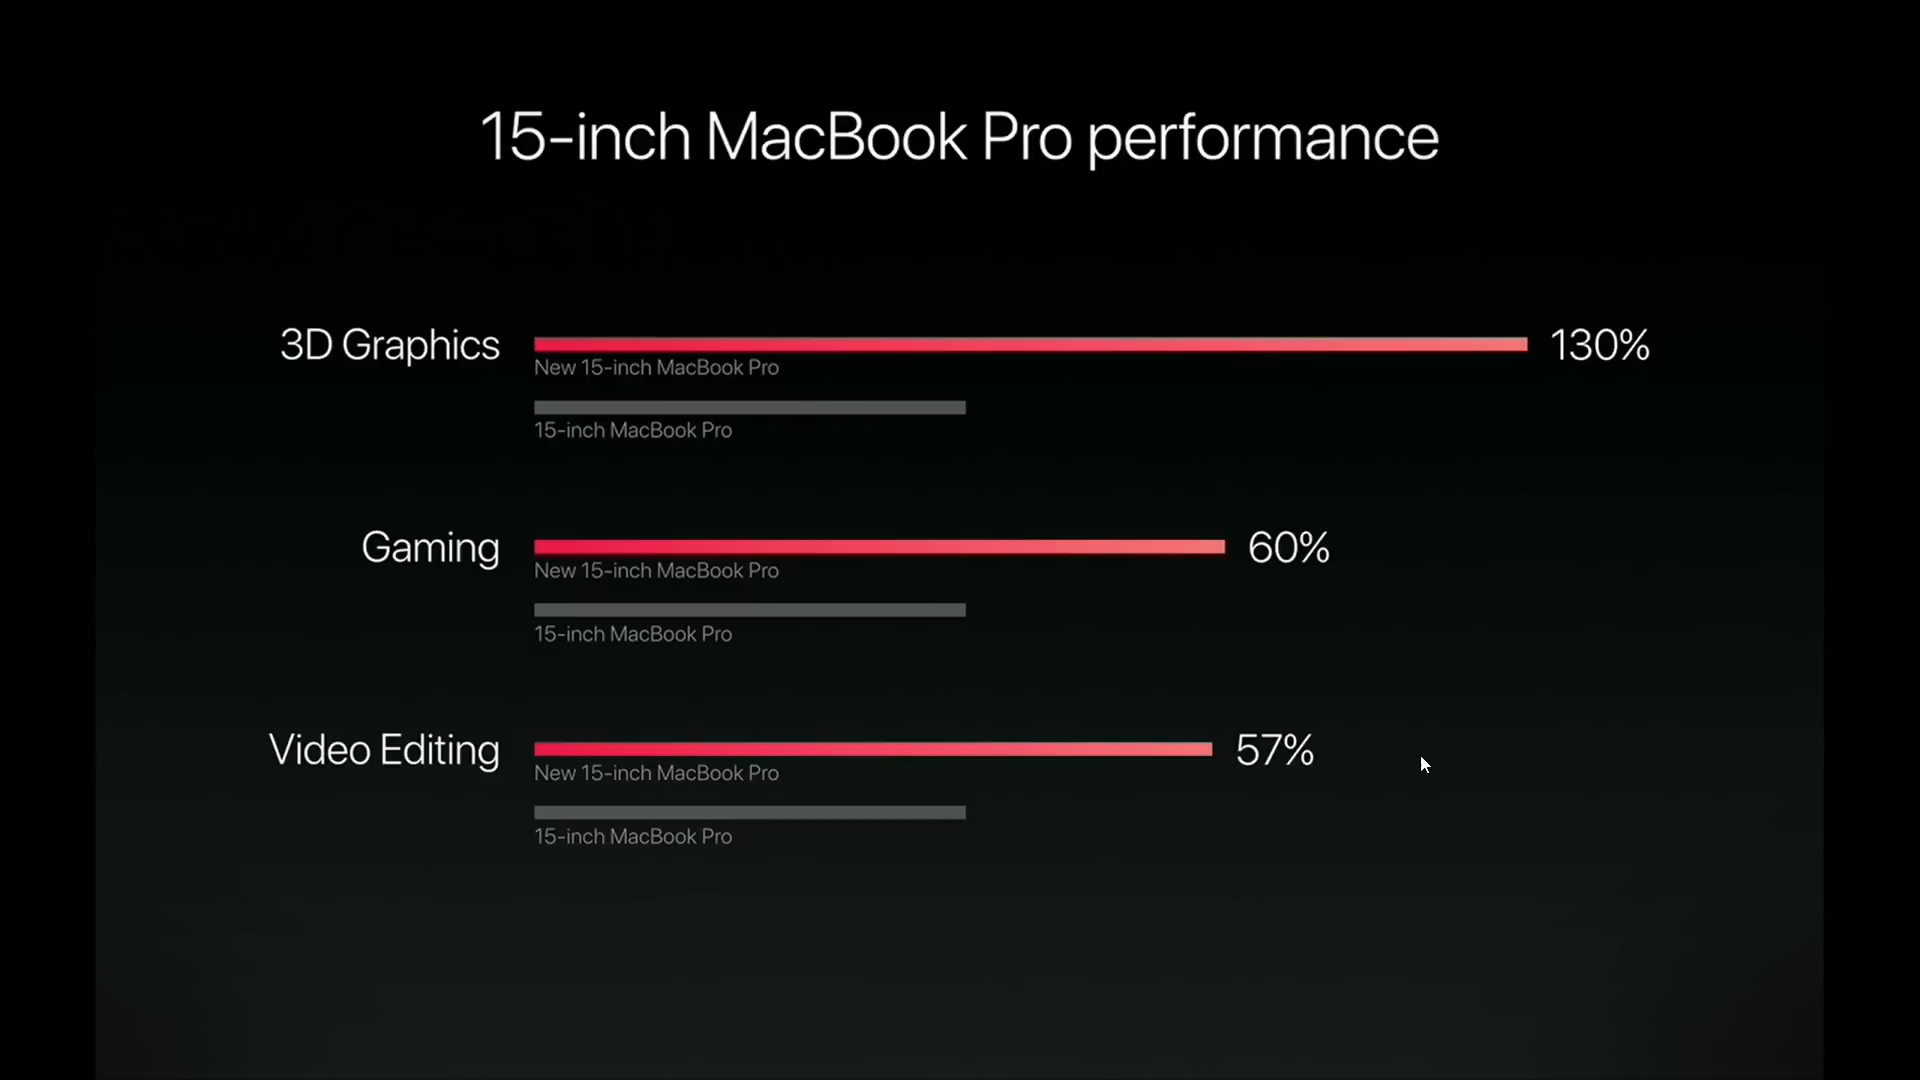 15-inch MacBook Pro performance
3D Graphics
130%
New 15-inch MacBook Pro
15-inch MacBook Pro
Gaming
60%
New 15-inch MacBook Pro
15-inch MacBook Pro
Video Editing
57%
New 15-inch MacBook Pro
15-inch MacBook Pro